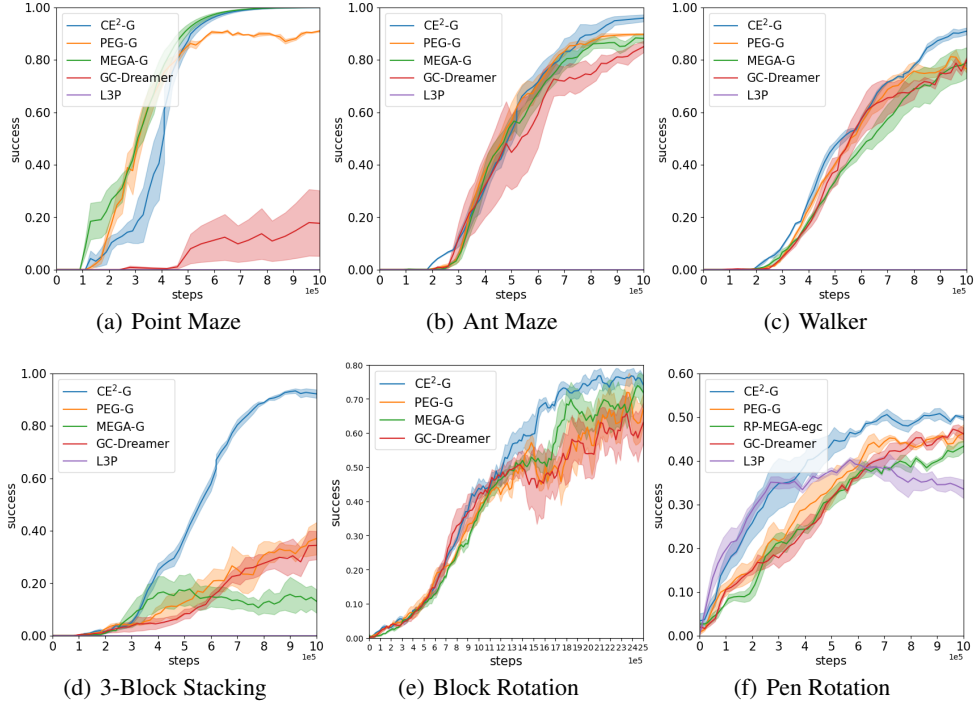 1.00
0.80
0.60
0.40
0.20
0.00
success
CE²-G
PEG-G
MEGA-G
GC-Dreamer
L3P
0 1 2 3 4 5 6 7 8 9 10
steps
1e5
(a) Point Maze
1.00
0.80
0.60
0.40
0.20
0.00
success
CE²-G
PEG-G
MEGA-G
GC-Dreamer
L3P
0 1 2 3 4 5 6 7 8 9 10
steps
1e5
(b) Ant Maze
1.00
0.80
0.60
0.40
0.20
0.00
success
CE²-G
PEG-G
MEGA-G
GC-Dreamer
L3P
0 1 2 3 4 5 6 7 8 9 10
steps
1e5
(c) Walker
1.00
0.80
0.60
0.40
0.20
0.00
success
CE²-G
PEG-G
MEGA-G
GC-Dreamer
L3P
0 1 2 3 4 5 6 7 8 9 10
steps
1e5
(d) 3-Block Stacking
0.80
0.70
0.60
0.50
0.40
0.30
0.20
0.10
0.00
success
CE²-G
PEG-G
MEGA-G
GC-Dreamer
0 1 2 3 4 5 6 7 8 9 10 11 12 13 14 15 16 17 18 19 20 21 22 23 24 25
steps
1e5
(e) Block Rotation
0.60
0.50
0.40
0.30
0.20
0.10
0.00
success
CE²-G
PEG-G
RP-MEGA-egc
GC-Dreamer
L3P
0 1 2 3 4 5 6 7 8 9 10
steps
1e5
(f) Pen Rotation